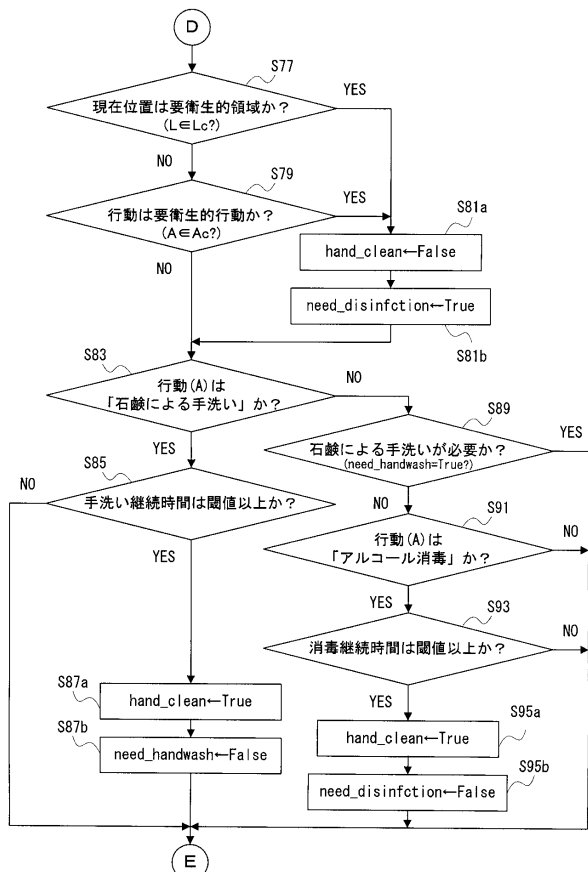 D
S77
現在位置は要衛生的領域か？
(L∈Lc?)
YES
NO
S79
行動は要衛生的行動か？
(A∈Ac?)
YES
NO
S81a
hand_clean←False
need_disinfction←True
S81b
S83
行動(A)は
「石鹸による手洗い」か？
NO
YES
S89
石鹸による手洗いが必要か？
(need_handwash=True?)
YES
NO
S85
手洗い継続時間は閾値以上か？
NO
YES
S91
行動(A)は
「アルコール消毒」か？
NO
YES
S93
消毒継続時間は閾値以上か？
NO
YES
S87a
hand_clean←True
S87b
need_handwash←False
S95a
hand_clean←True
S95b
need_disinfction←False
E